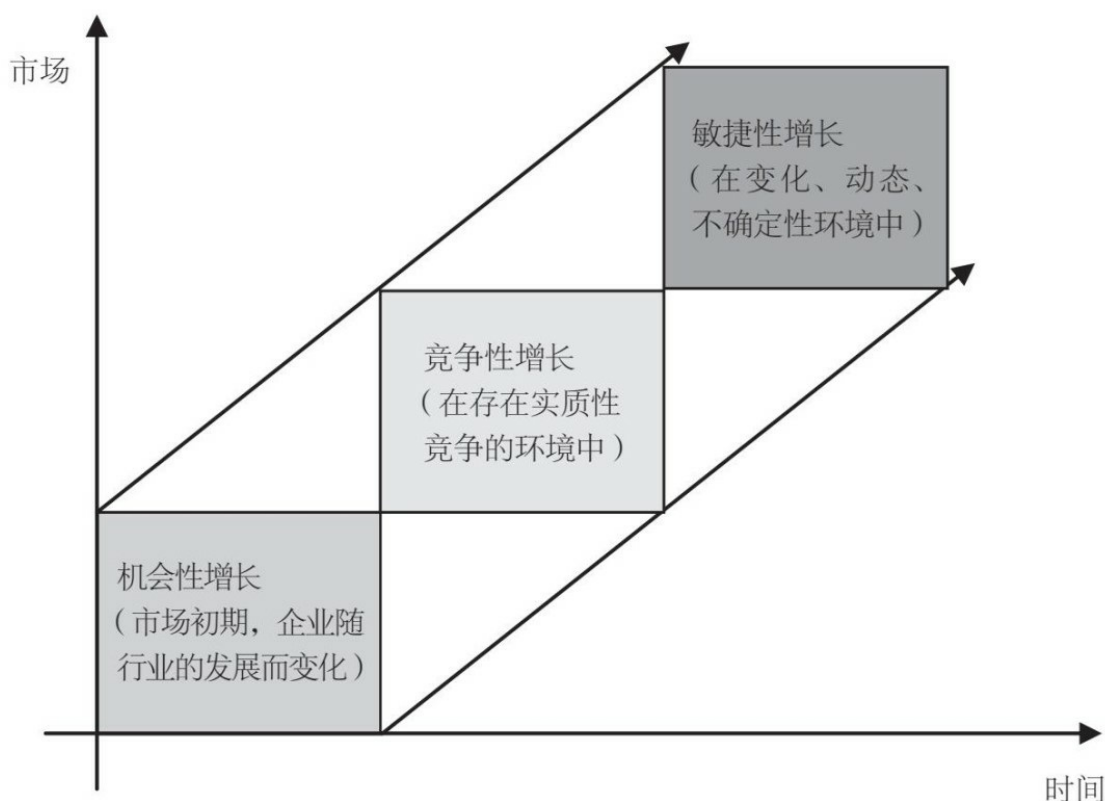 市场
敏捷性增长
（在变化、动态、
不确定性环境中）
竞争性增长
（在存在实质性
竞争的环境中）
机会性增长
（市场初期，企业随
行业的发展而变化）
时间